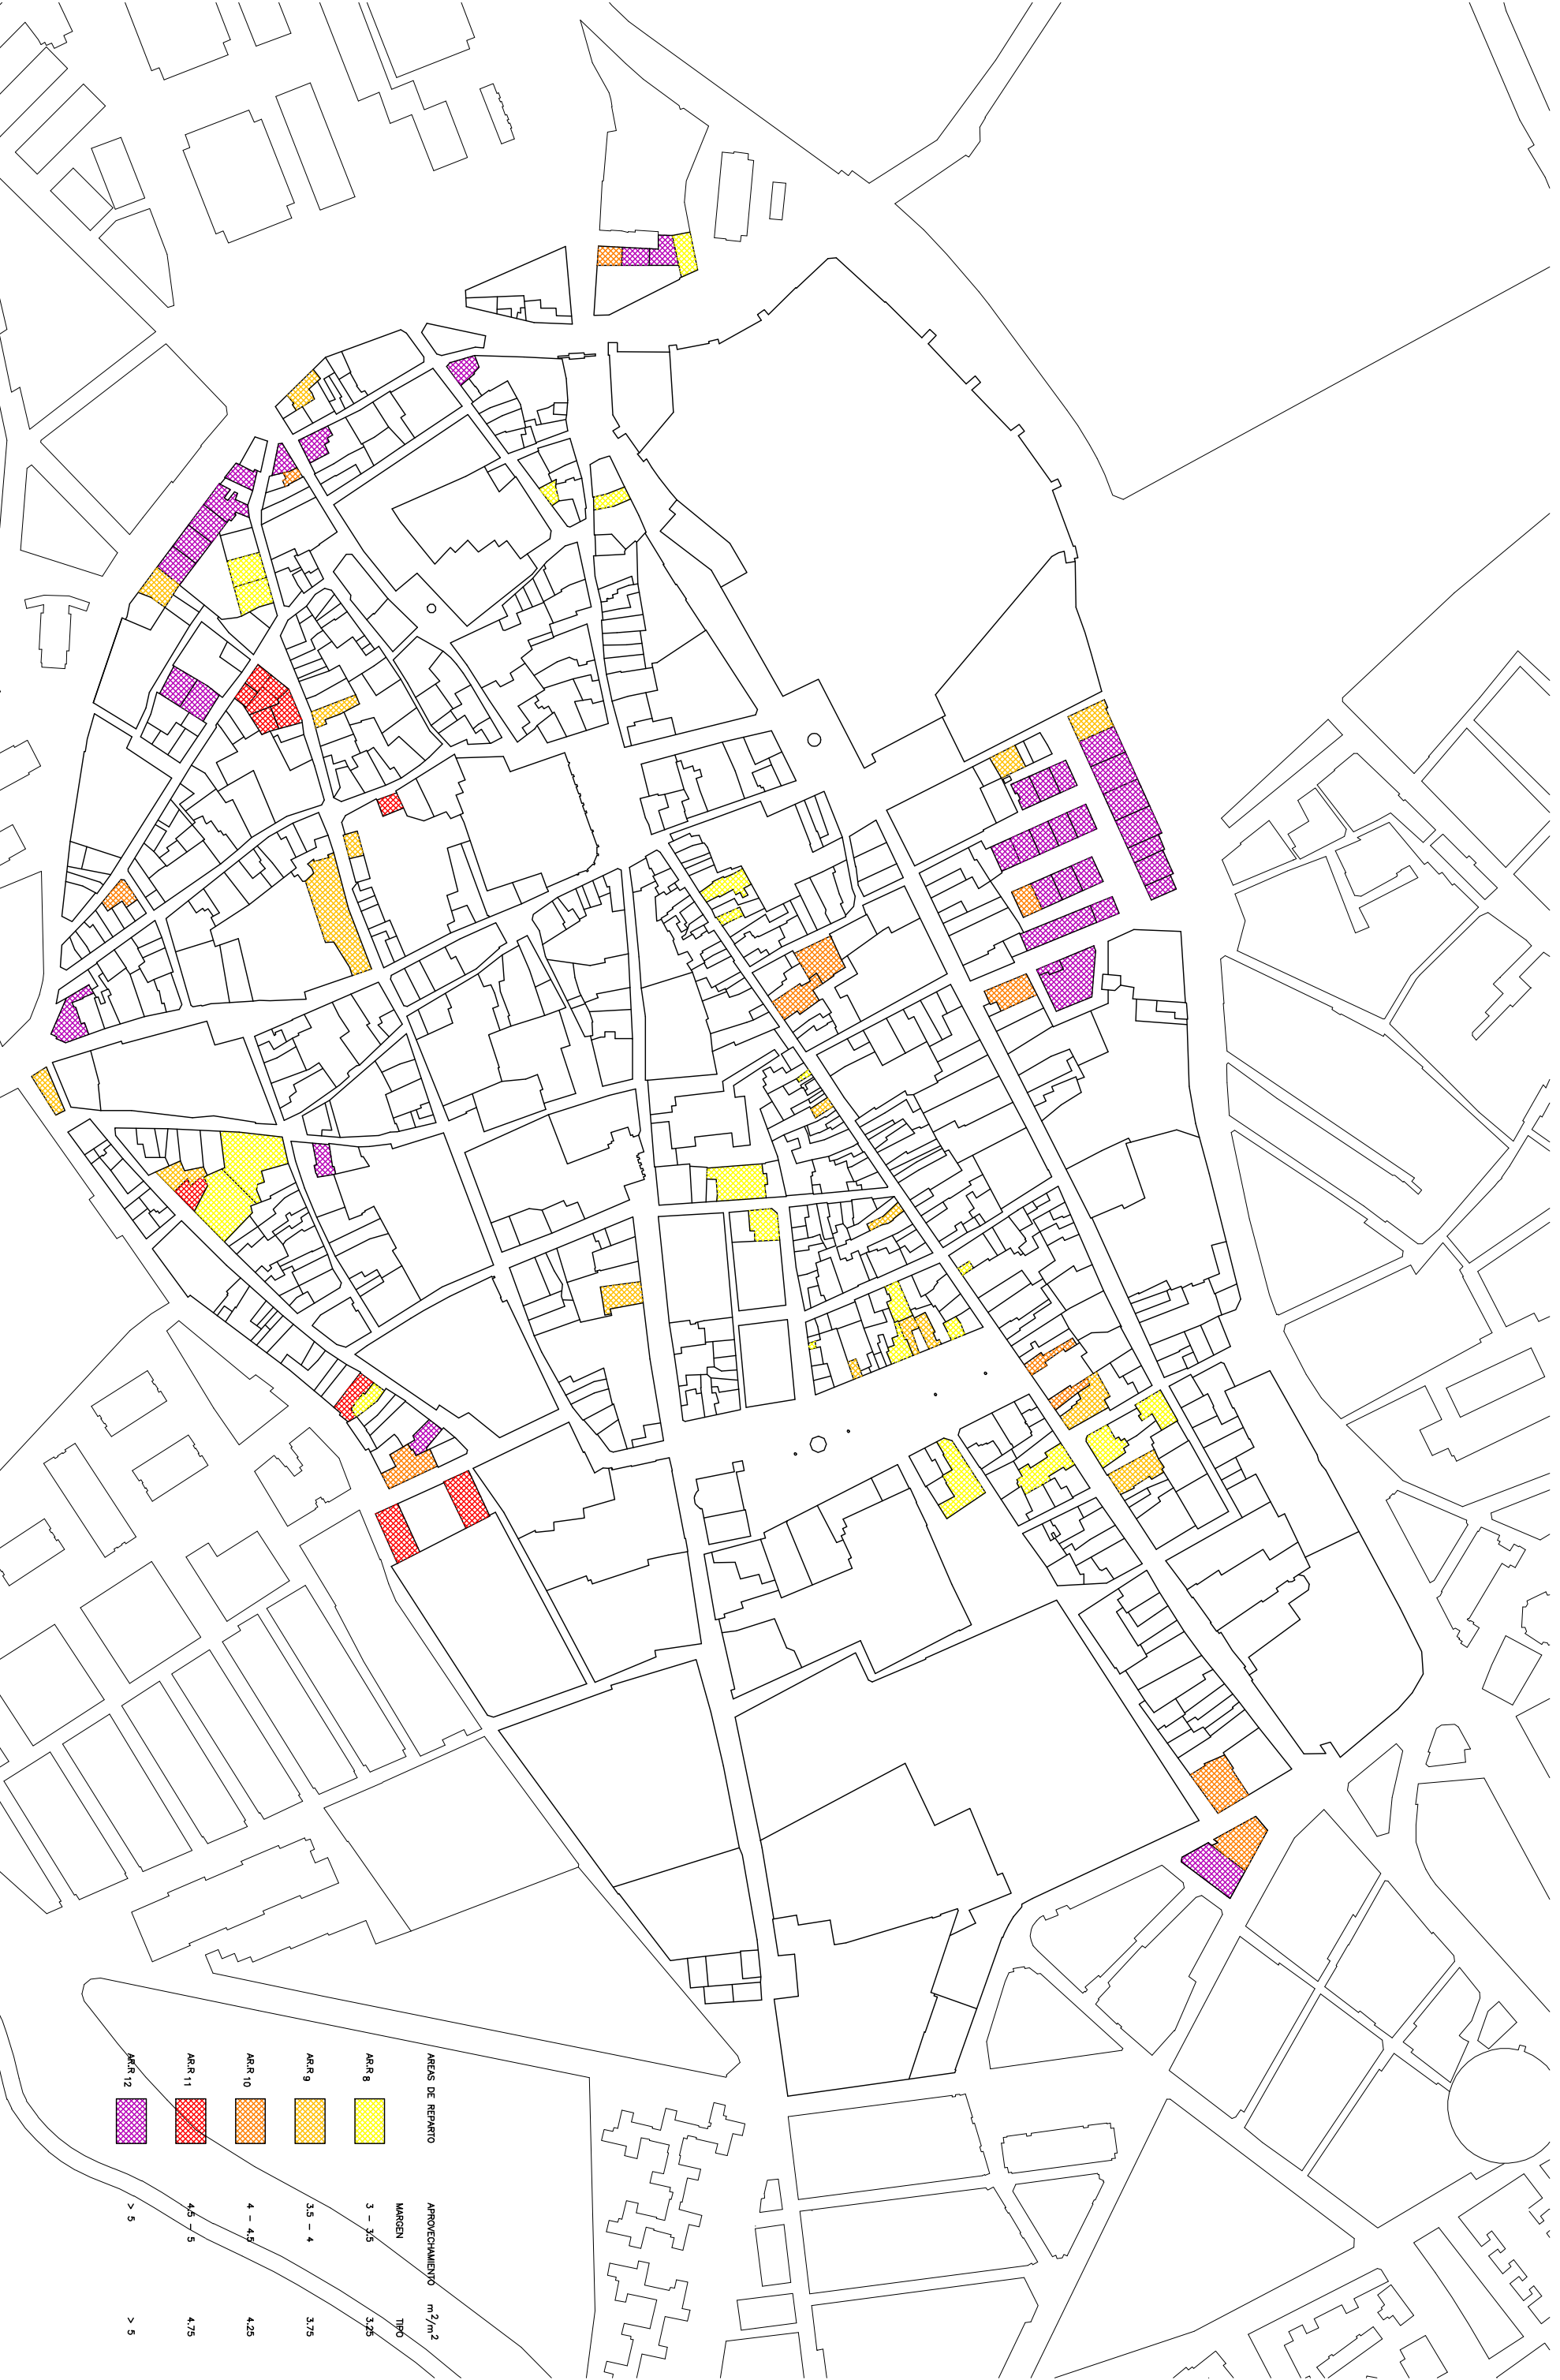 AREAS DE REPARTO APROVECHAMIENTO m²/m²
MARGEN TIPO
AR.R 8 3 – 3.5 3.25
AR.R 9 3.5 – 4 3.75
AR.R 10 4 – 4.5 4.25
AR.R 11 4.5 – 5 4.75
AR.R 12 > 5 > 5